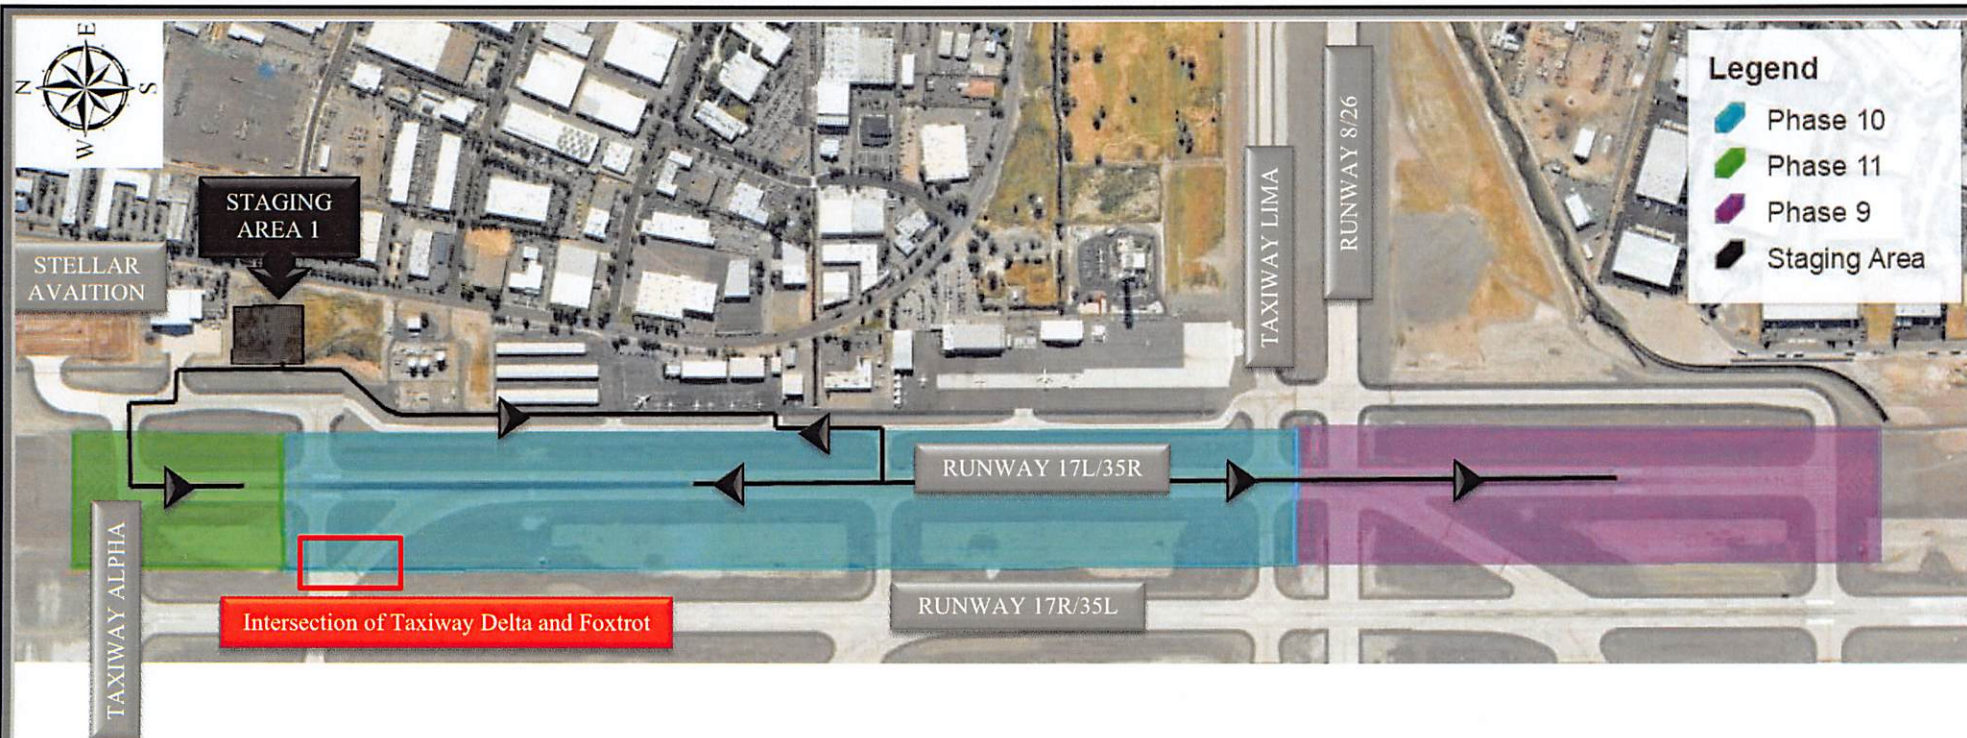 E
N
S
W
STAGING
AREA 1
STELLAR
AVAITION
TAXIWAY LIMA
RUNWAY 8/26
Legend
Phase 10
Phase 11
Phase 9
Staging Area
RUNWAY 17L/35R
TAXIWAY ALPHA
Intersection of Taxiway Delta and Foxtrot
RUNWAY 17R/35L